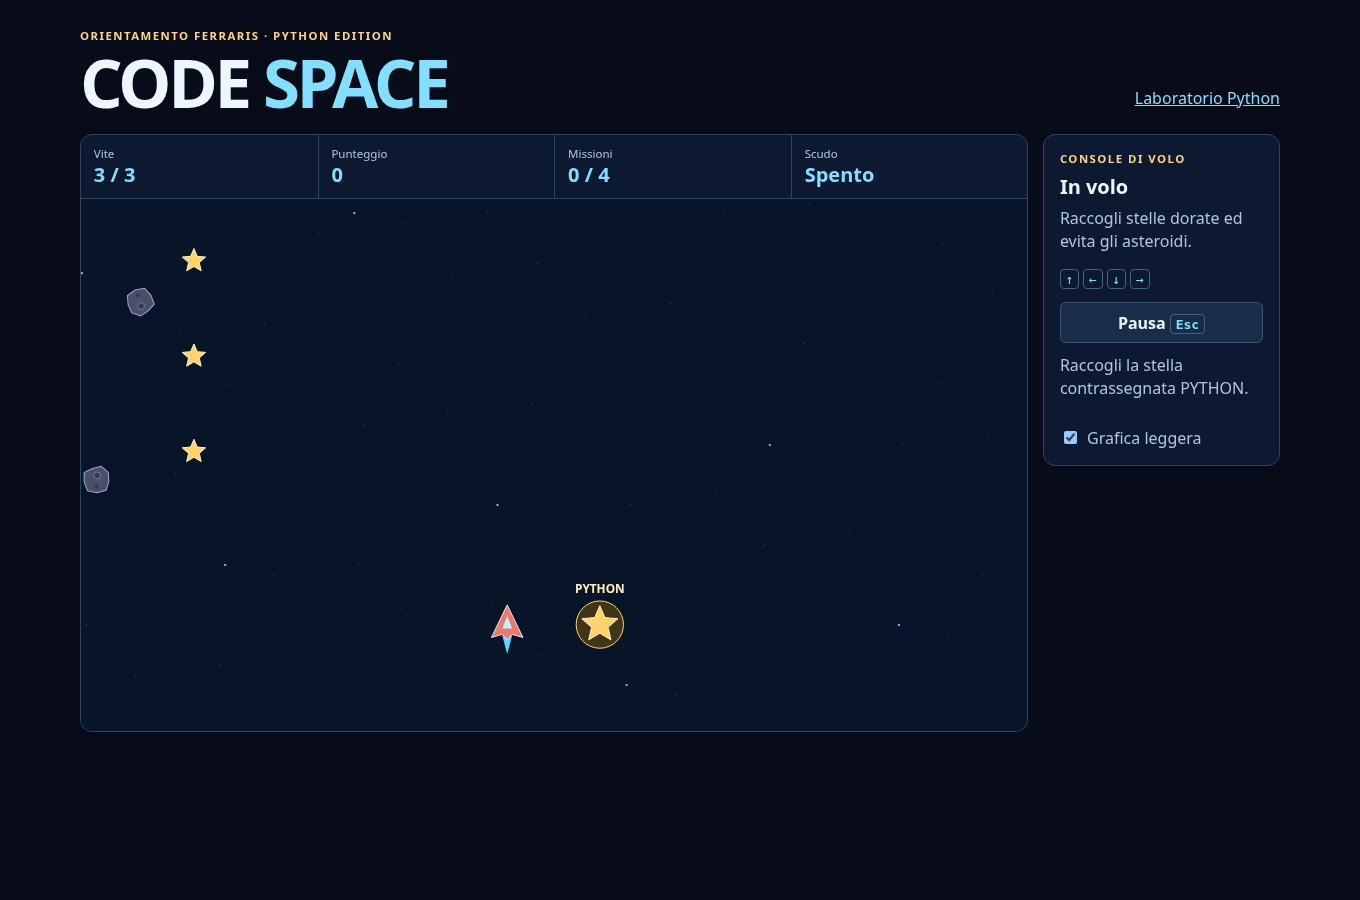 ORIENTAMENTO FERRARIS · PYTHON EDITION
CODE SPACE
Laboratorio Python
Vite
3 / 3
Punteggio
0
Missioni
0 / 4
Scudo
Spento
PYTHON
CONSOLE DI VOLO
In volo
Raccogli stelle dorate ed
evita gli asteroidi.
↑ ← ↓ →
Pausa Esc
Raccogli la stella
contrassegnata PYTHON.
Grafica leggera